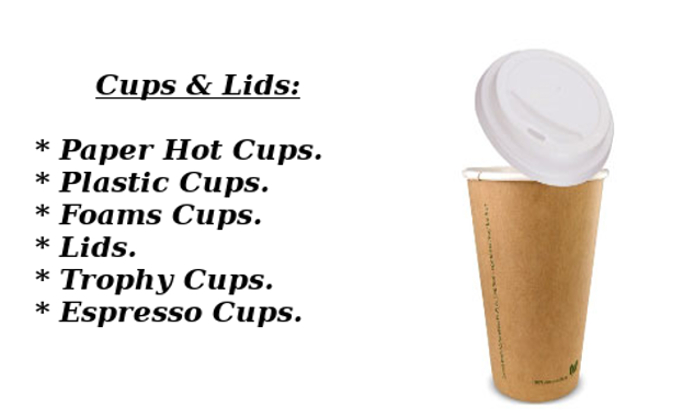 Cups & Lids:
* Paper Hot Cups.
* Plastic Cups.
* Foams Cups.
* Lids.
* Trophy Cups.
* Espresso Cups.